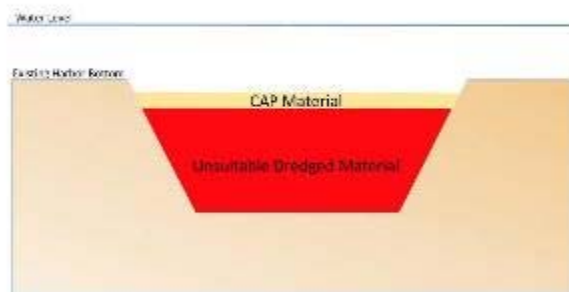 Water Level
Existing Harbor Bottom
CAP Material
Unsuitable Dredged Material